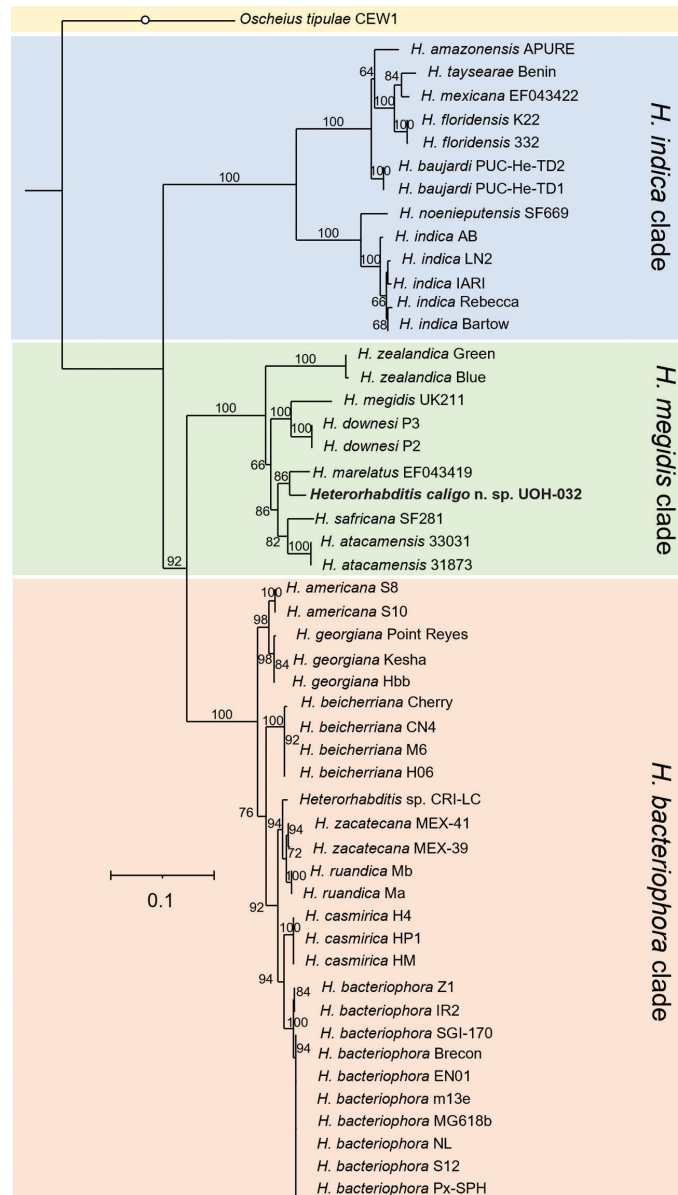 Oscheius tipulae CEW1
H. amazonensis APURE
64
84
H. taysearae Benin
100
H. mexicana EF043422
100
H. floridensis K22
100
H. floridensis 332
H. baujardi PUC-He-TD2
100
H. baujardi PUC-He-TD1
100
H. noenieputensis SF669
100
H. indica AB
100
H. indica LN2
H. indica IARI
66
H. indica Rebecca
68
H. indica Bartow
H. indica clade
H. zealandica Green
100
H. zealandica Blue
H. megidis UK211
100
100
H. downesi P3
100
H. downesi P2
66
H. marelatus EF043419
86
Heterorhabditis caligo n. sp. UOH-032
86
H. safricana SF281
82
H. atacamensis 33031
100
H. atacamensis 31873
92
H. megidis clade
H. americana S8
100
H. americana S10
98
H. georgiana Point Reyes
98
H. georgiana Kesha
84
H. georgiana Hbb
H. beicherriana Cherry
100
100
H. beicherriana CN4
92
H. beicherriana M6
H. beicherriana H06
Heterorhabditis sp. CRI-LC
76
94
H. zacatecana MEX-41
94
H. zacatecana MEX-39
72
H. ruandica Mb
100
H. ruandica Ma
92
H. casmirica H4
100
H. casmirica HP1
H. casmirica HM
94
H. bacteriophora Z1
84
H. bacteriophora IR2
100
H. bacteriophora SGI-170
94
H. bacteriophora Brecon
H. bacteriophora EN01
H. bacteriophora m13e
H. bacteriophora MG618b
H. bacteriophora NL
H. bacteriophora S12
H. bacteriophora Px-SPH
H. bacteriophora clade
0.1